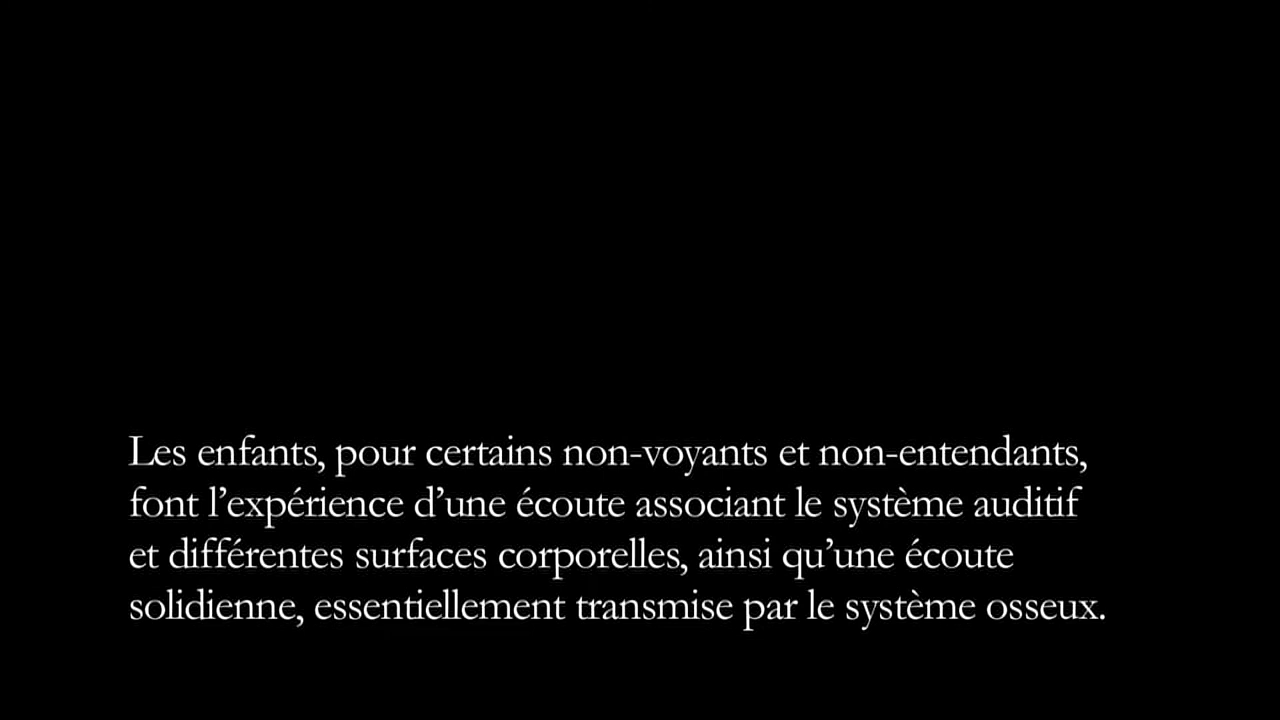 Les enfants, pour certains non-voyants et non-entendants,
font l’expérience d’une écoute associant le système auditif
et différentes surfaces corporelles, ainsi qu’une écoute
solidienne, essentiellement transmise par le système osseux.